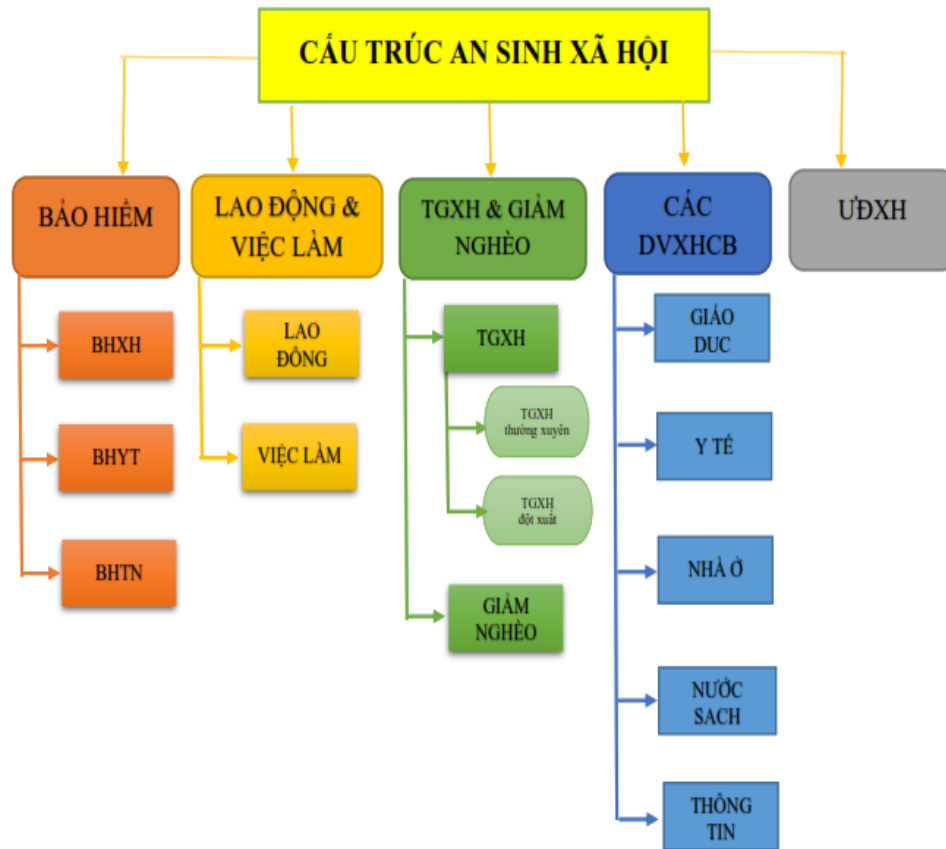 CẤU TRÚC AN SINH XÃ HỘI
BẢO HIỂM
BHXH
BHYT
BHTN
LAO ĐỘNG &
VIỆC LÀM
LAO
ĐÔNG
VIỆC LÀM
TGXH & GIẢM
NGHÈO
TGXH
TGXH
thường xuyên
TGXH
đột xuất
GIẢM
NGHÈO
CÁC
DVXHCB
GIÁO
DUC
Y TẾ
NHÀ Ở
NƯỚC
SACH
THÔNG
TIN
ƯĐXH